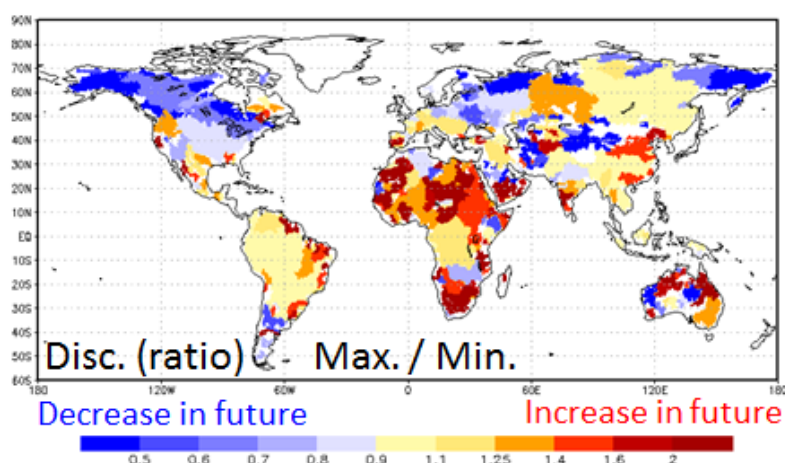 90N
80N
70N
60N
50N
40N
30N
20N
10N
EQ
10S
20S
30S
40S
50S
60S
Disc. (ratio) Max. / Min.
180 120W 60W 0 60E 120E 180
Decrease in future Increase in future
0.5 0.6 0.7 0.8 0.9 1.1 1.25 1.4 1.6 2